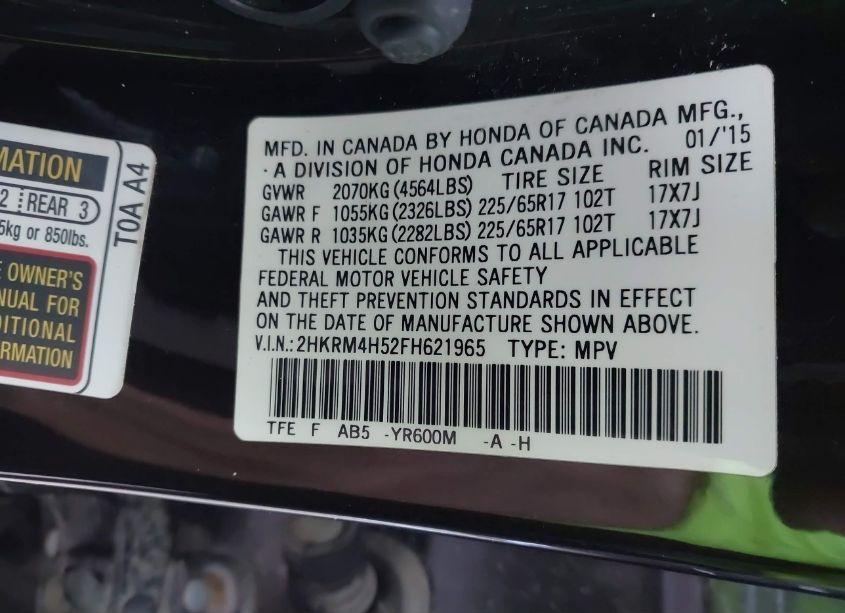 MATION
2 REAR 3
5kg or 850lbs.
E OWNER'S
NUAL FOR
DITIONAL
RMATION
T0A A4
MFD. IN CANADA BY HONDA OF CANADA MFG.,
· A DIVISION OF HONDA CANADA INC. 01/'15
GVWR 2070KG (4564LBS) TIRE SIZE RIM SIZE
GAWR F 1055KG (2326LBS) 225/65R17 102T 17X7J
GAWR R 1035KG (2282LBS) 225/65R17 102T 17X7J
THIS VEHICLE CONFORMS TO ALL APPLICABLE
FEDERAL MOTOR VEHICLE SAFETY
AND THEFT PREVENTION STANDARDS IN EFFECT
ON THE DATE OF MANUFACTURE SHOWN ABOVE.
V.I.N.: 2HKRM4H52FH621965 TYPE: MPV
TFE F AB5 -YR600M -A -H